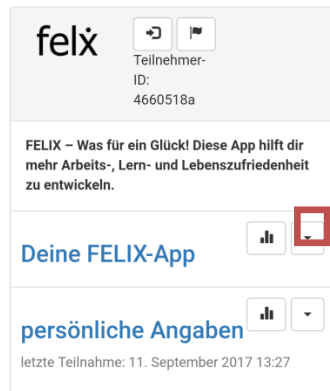 felẋ
Teilnehmer-
ID:
4660518a
FELIX – Was für ein Glück! Diese App hilft dir
mehr Arbeits-, Lern- und Lebenszufriedenheit
zu entwickeln.
Deine FELIX-App
persönliche Angaben
letzte Teilnahme: 11. September 2017 13:27